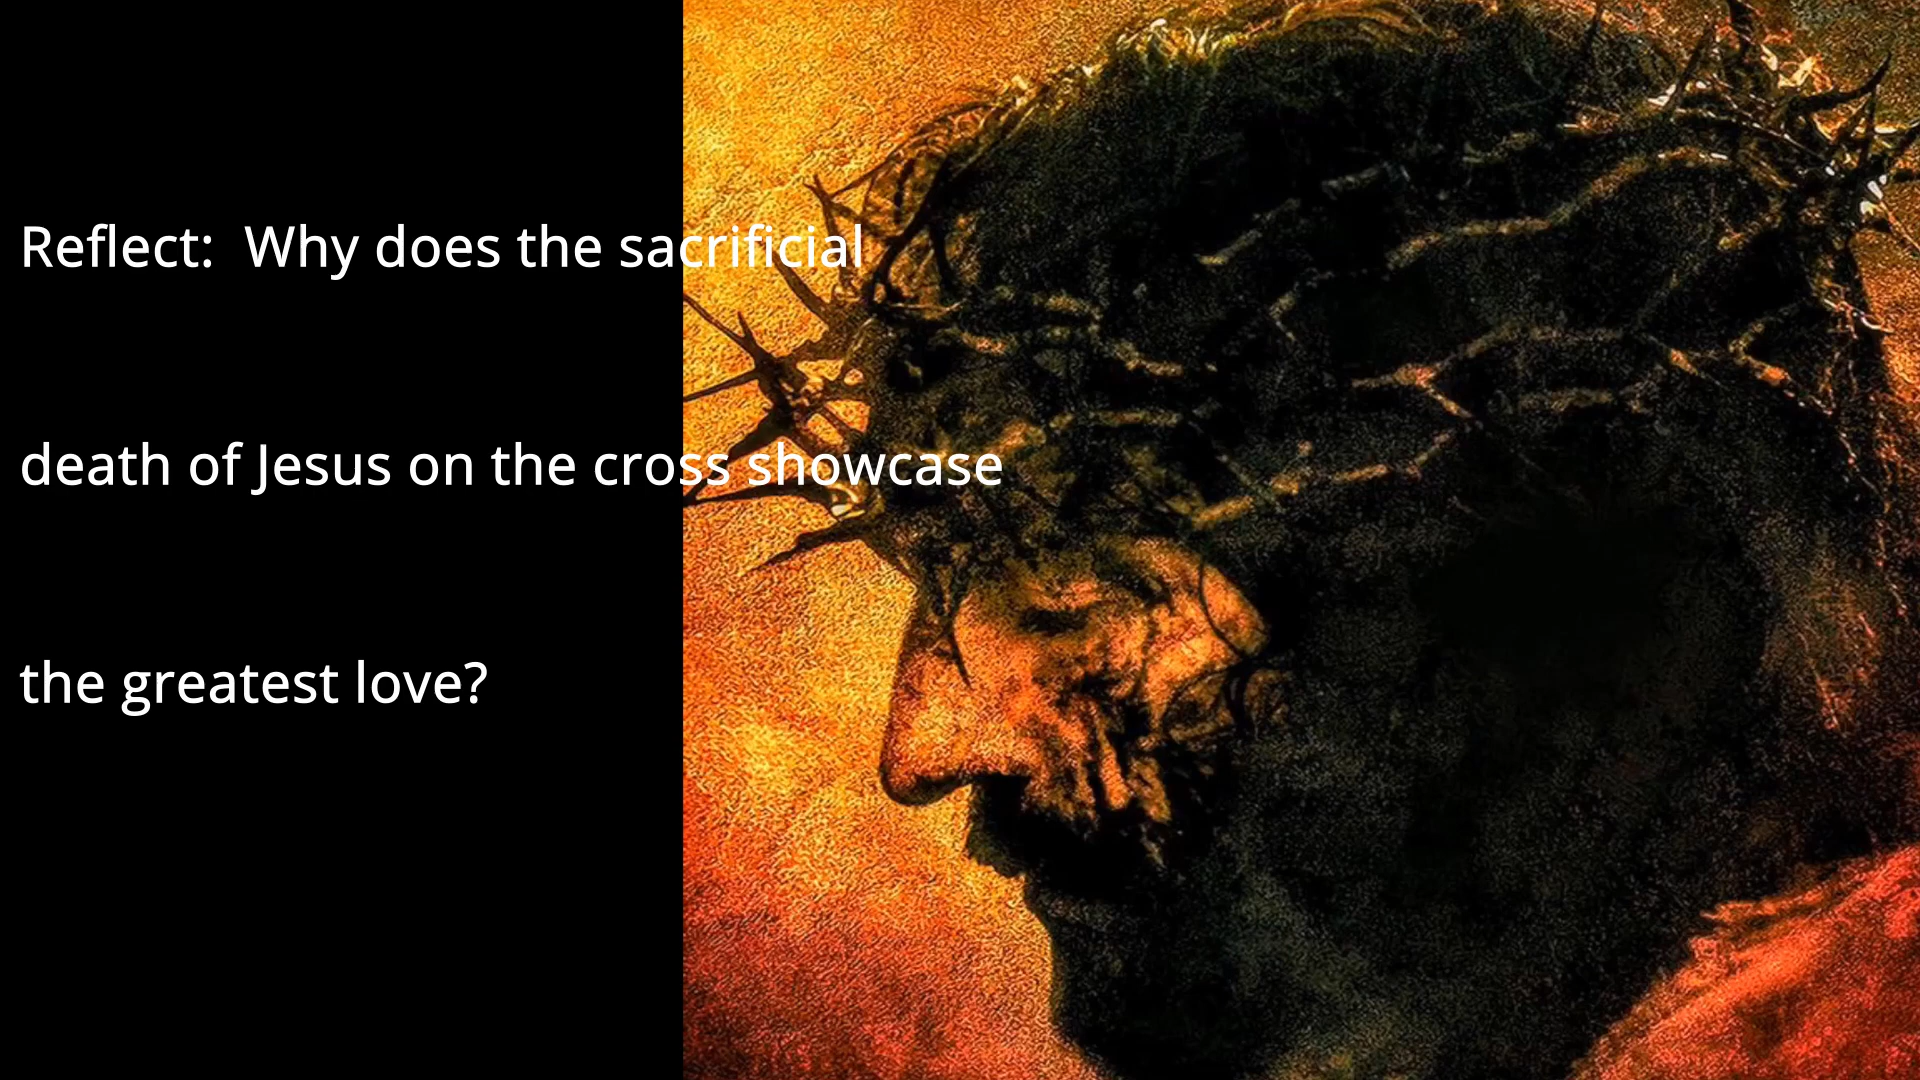 Reflect:  Why does the sacrificial
death of Jesus on the cross showcase
the greatest love?